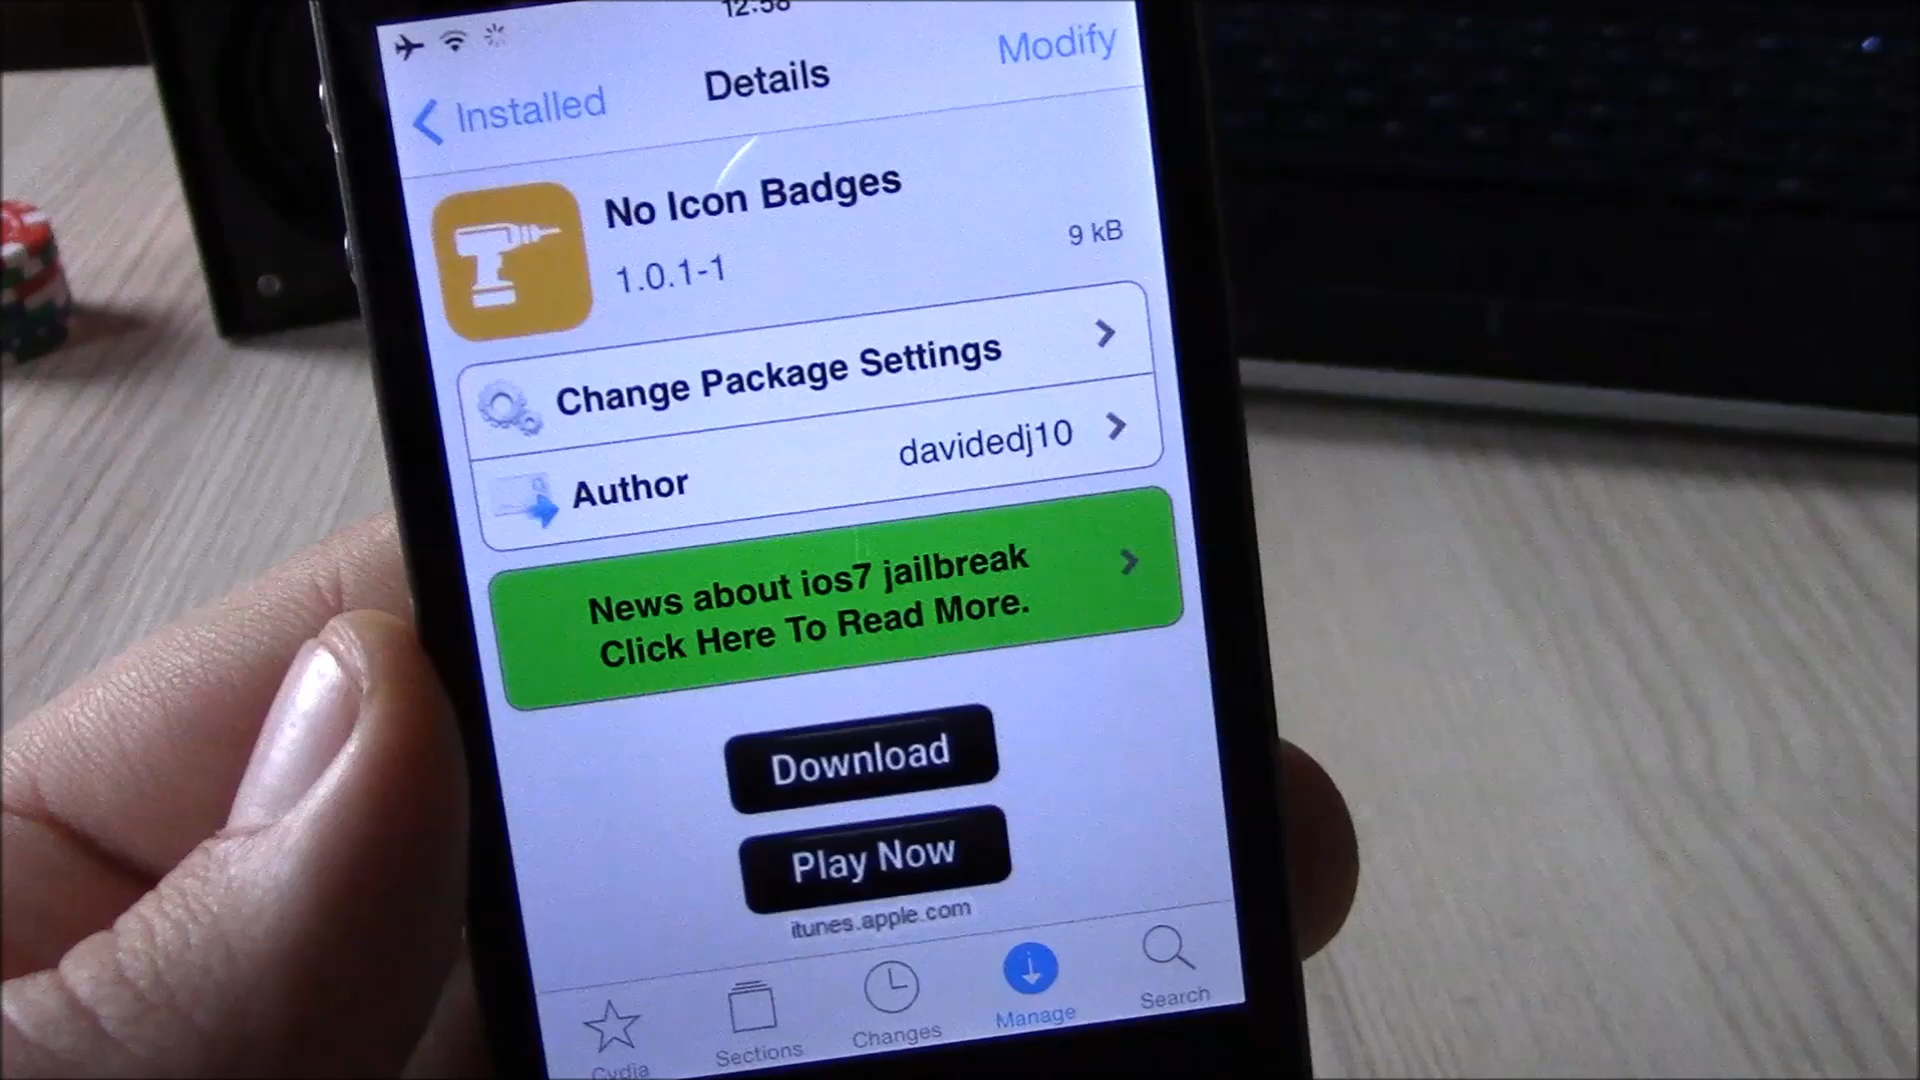 12:58
Installed
Details
Modify
No Icon Badges
1.0.1-1
9 kB
Change Package Settings
Author
davidedj10
News about ios7 jailbreak
Click Here To Read More.
Download
Play Now
itunes.apple.com
Cydia
Sections
Changes
Manage
Search